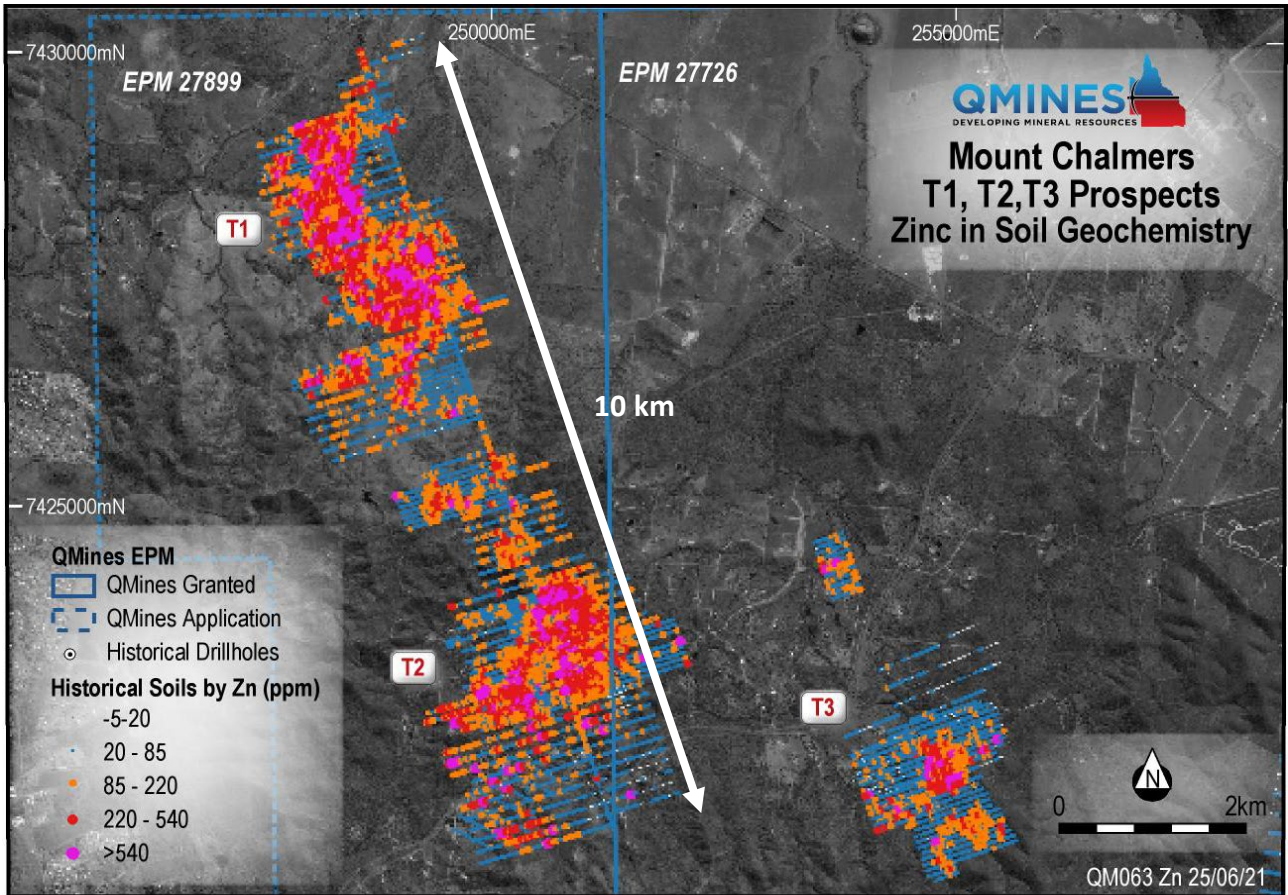 250000mE
255000mE
7430000mN
EPM 27899
EPM 27726
QMINES
DEVELOPING MINERAL RESOURCES
Mount Chalmers
T1, T2,T3 Prospects
Zinc in Soil Geochemistry
T1
10 km
7425000mN
QMines EPM
QMines Granted
QMines Application
Historical Drillholes
Historical Soils by Zn (ppm)
-5-20
20 - 85
85 - 220
220 - 540
>540
T2
T3
N
0 2km
QM063 Zn 25/06/21